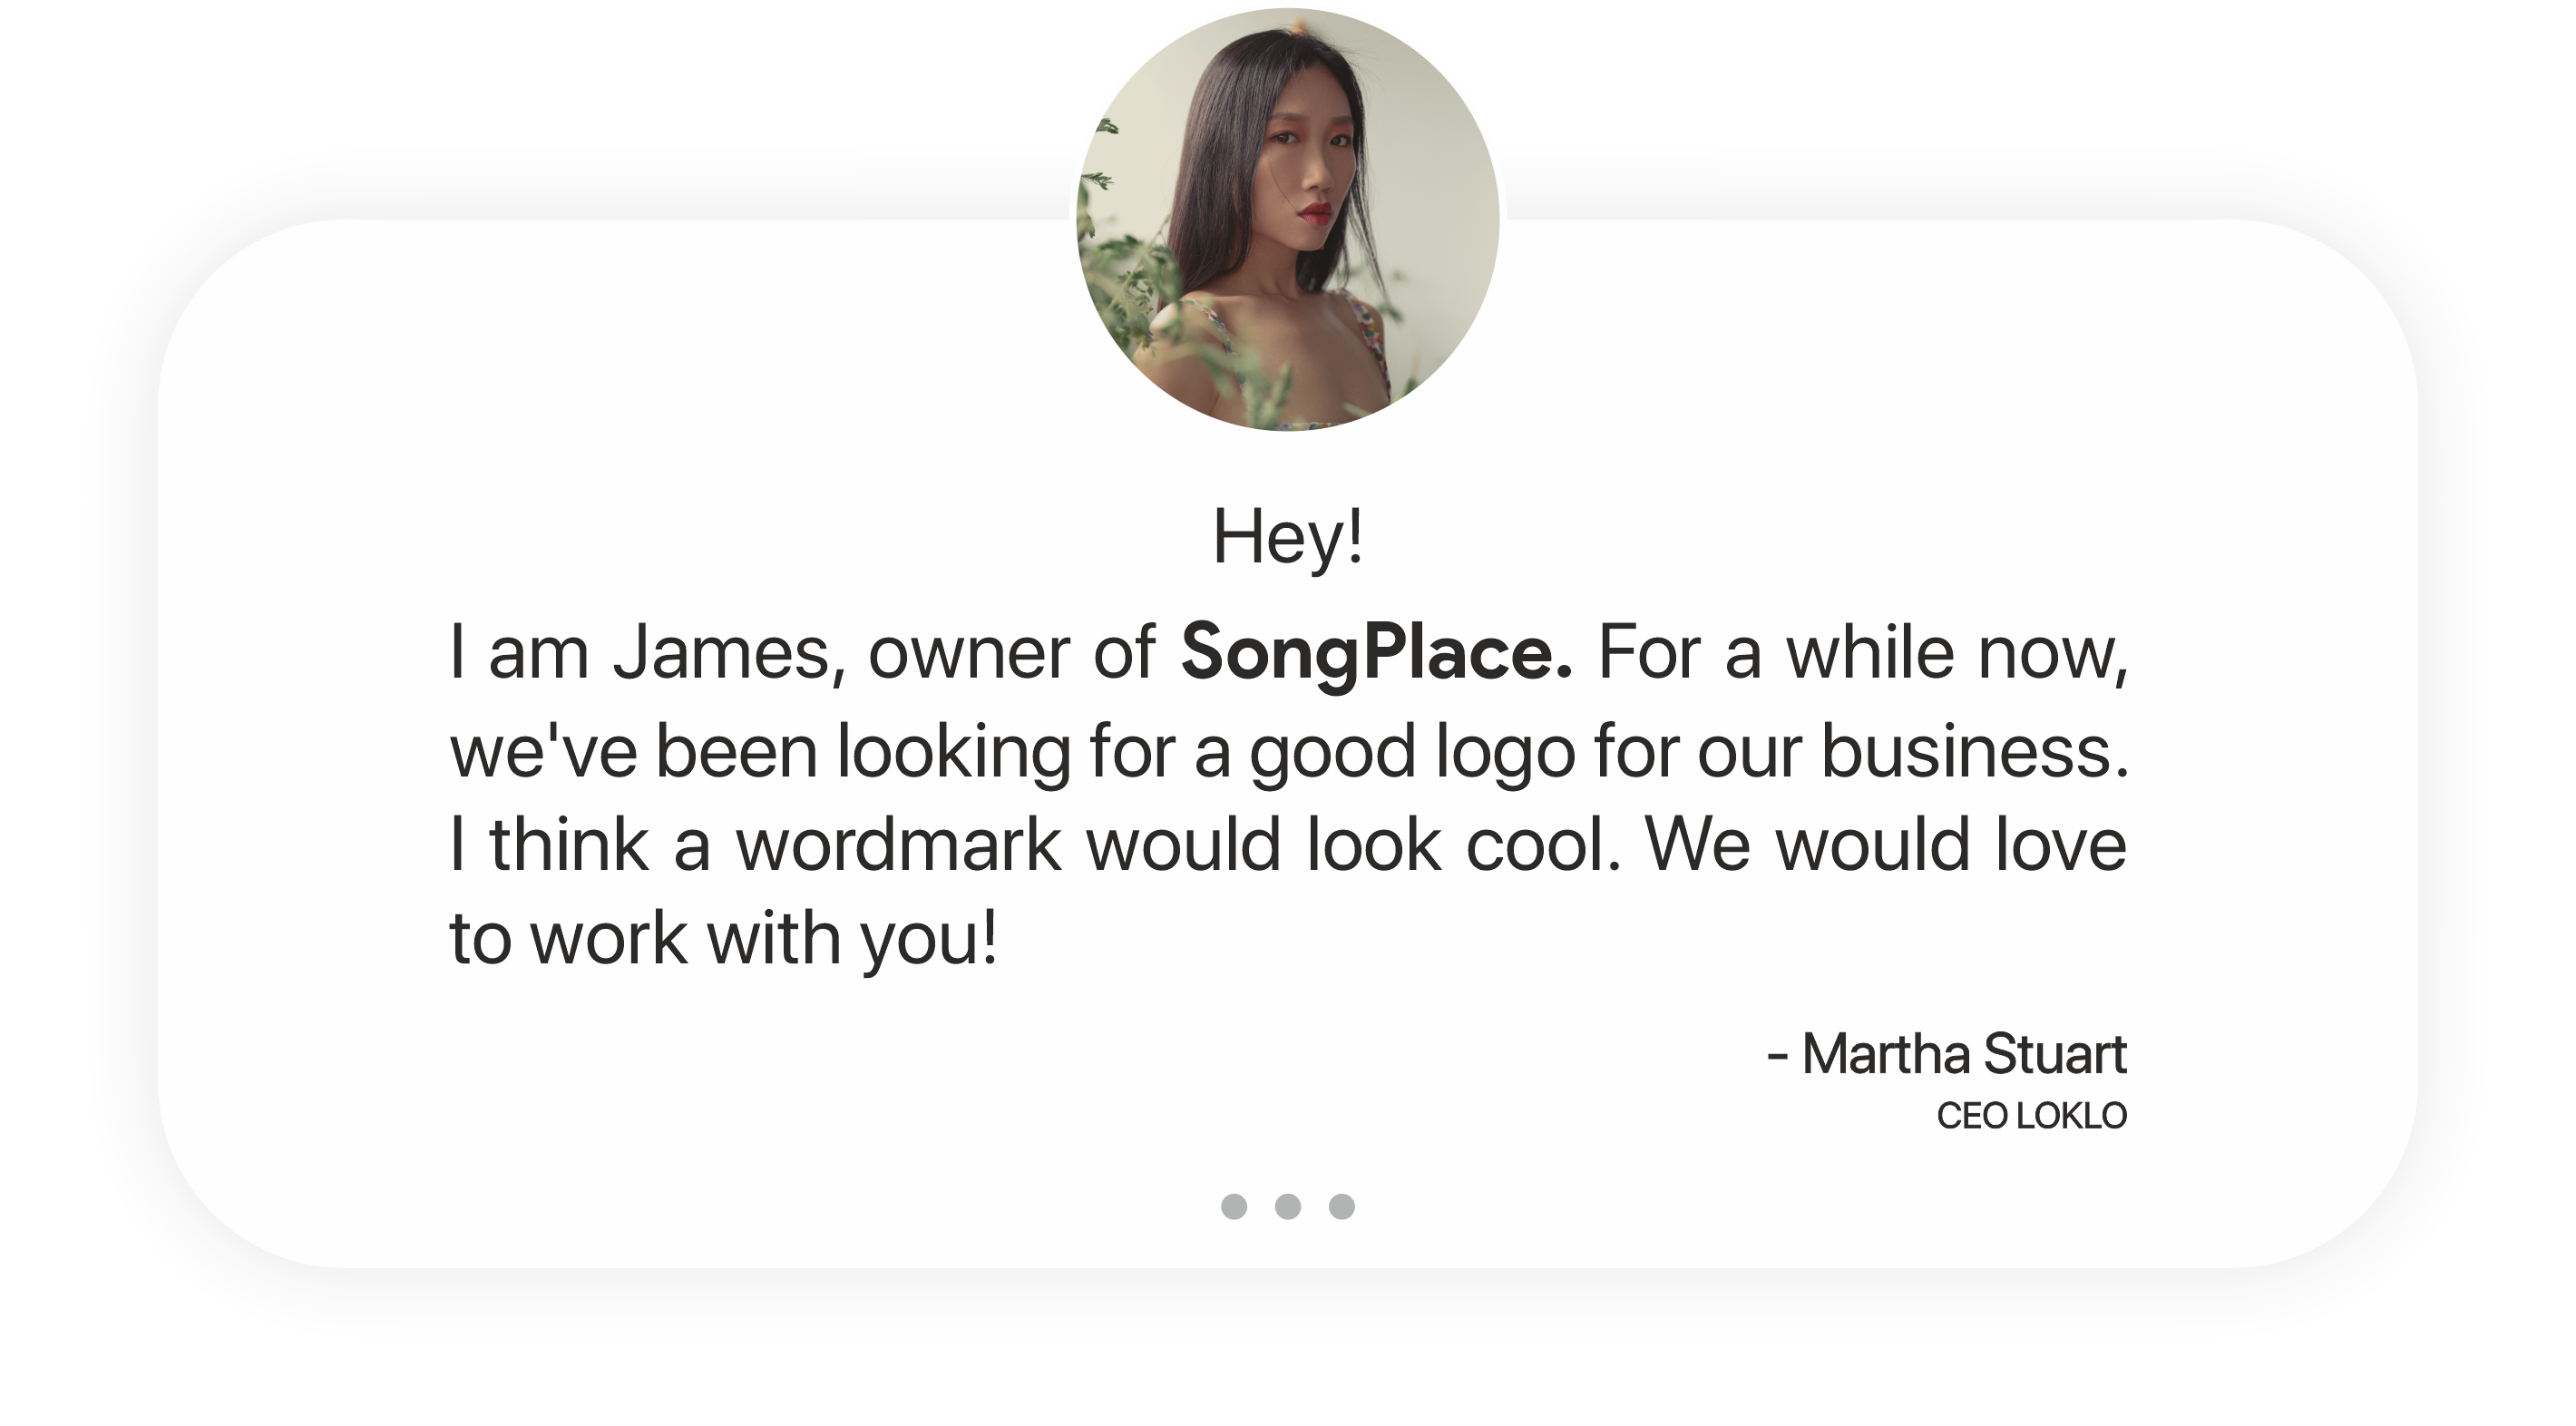 Hey!
I am James, owner of SongPlace. For a while now,
we've been looking for a good logo for our business.
I think a wordmark would look cool. We would love
to work with you!
- Martha Stuart
CEO LOKLO